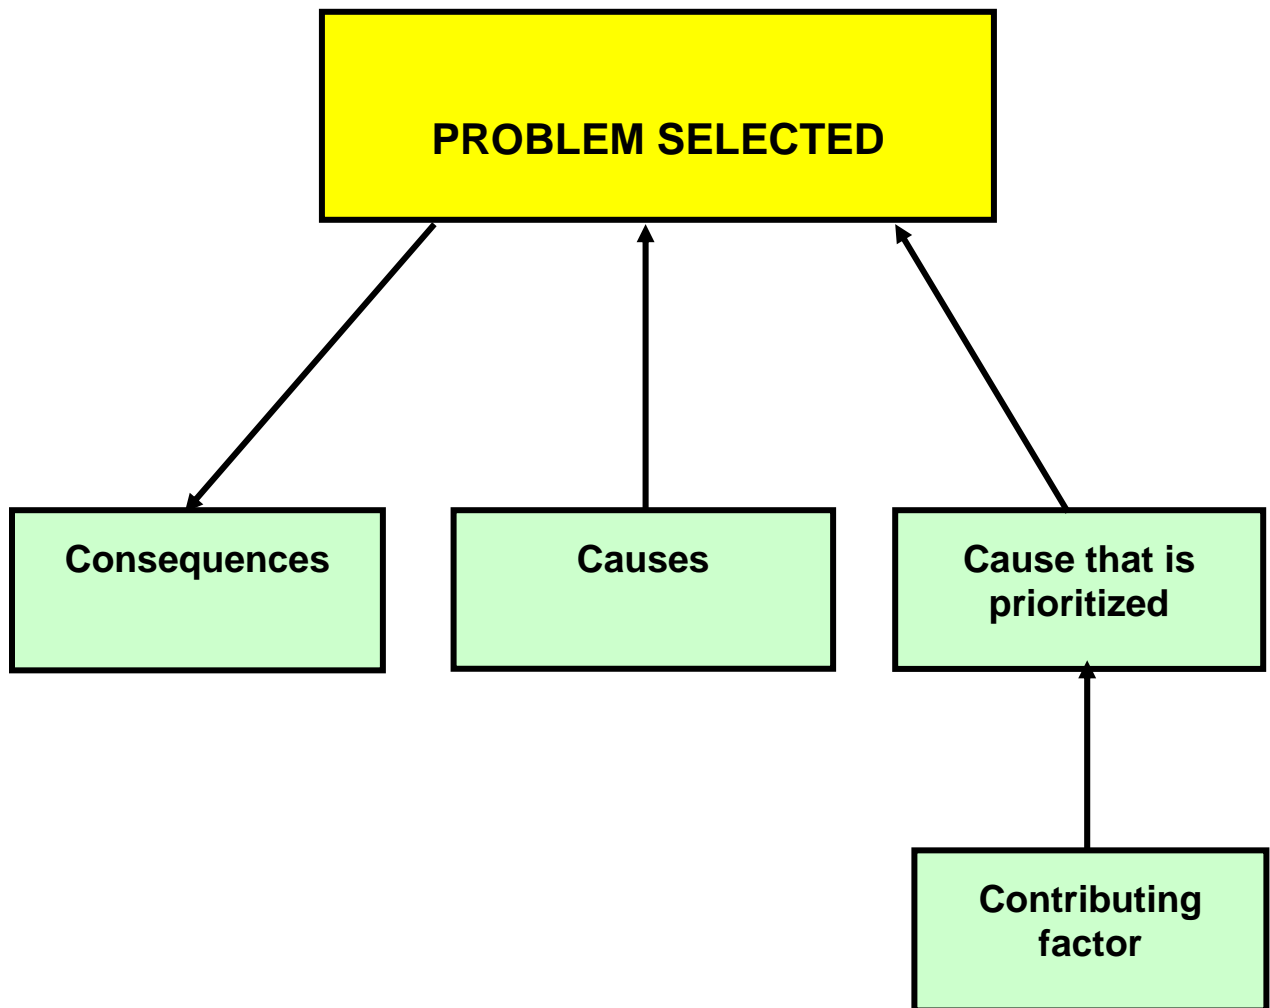 PROBLEM SELECTED
Consequences
Causes
Cause that is
prioritized
Contributing
factor